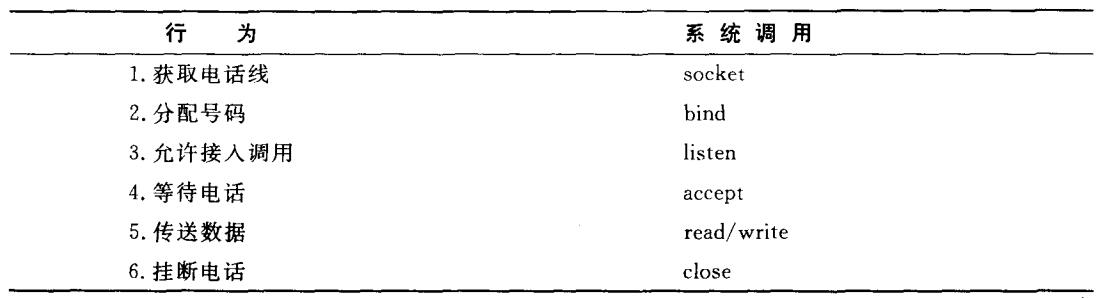 行 为 系 统 调 用
1. 获取电话线 socket
2. 分配号码 bind
3. 允许接入调用 listen
4. 等待电话 accept
5. 传送数据 read/write
6. 挂断电话 close